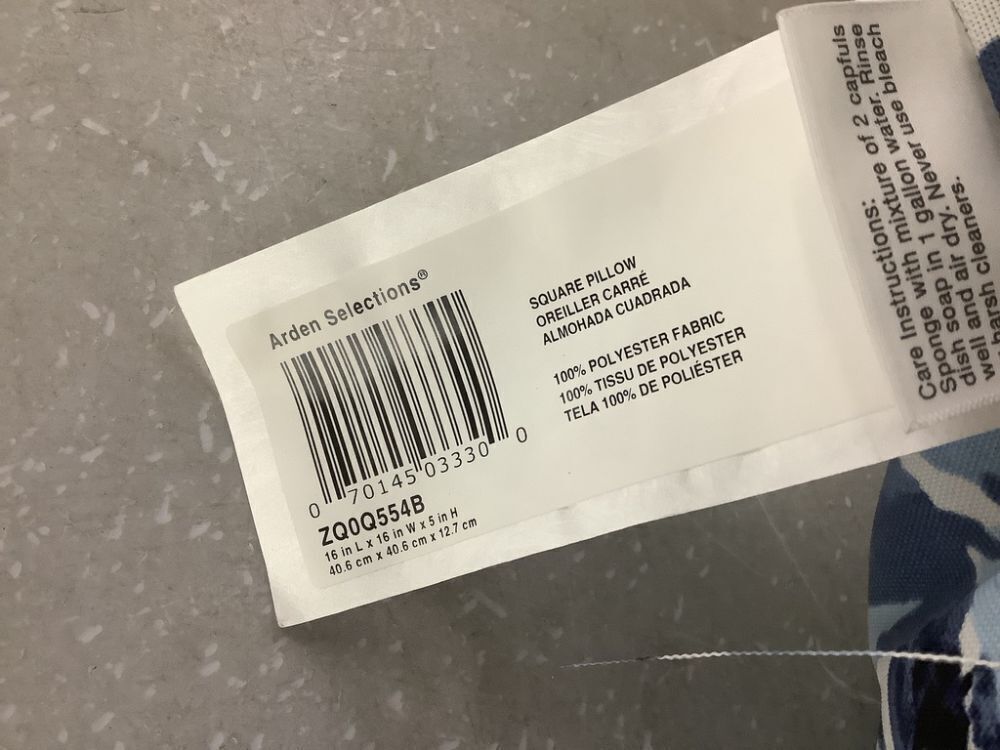 Arden Selections®
0 70145 03330 0
ZQ0Q554B
16 in L x 16 in W x 5 in H
40.6 cm x 40.6 cm x 12.7 cm
SQUARE PILLOW
OREILLER CARRÉ
ALMOHADA CUADRADA
100% POLYESTER FABRIC
100% TISSU DE POLYESTER
TELA 100% DE POLIÉSTER
Care Instructions:
Sponge with mixture of 2 capfuls
dish soap in 1 gallon water. Rinse
well and air dry. Never use bleach
harsh cleaners.